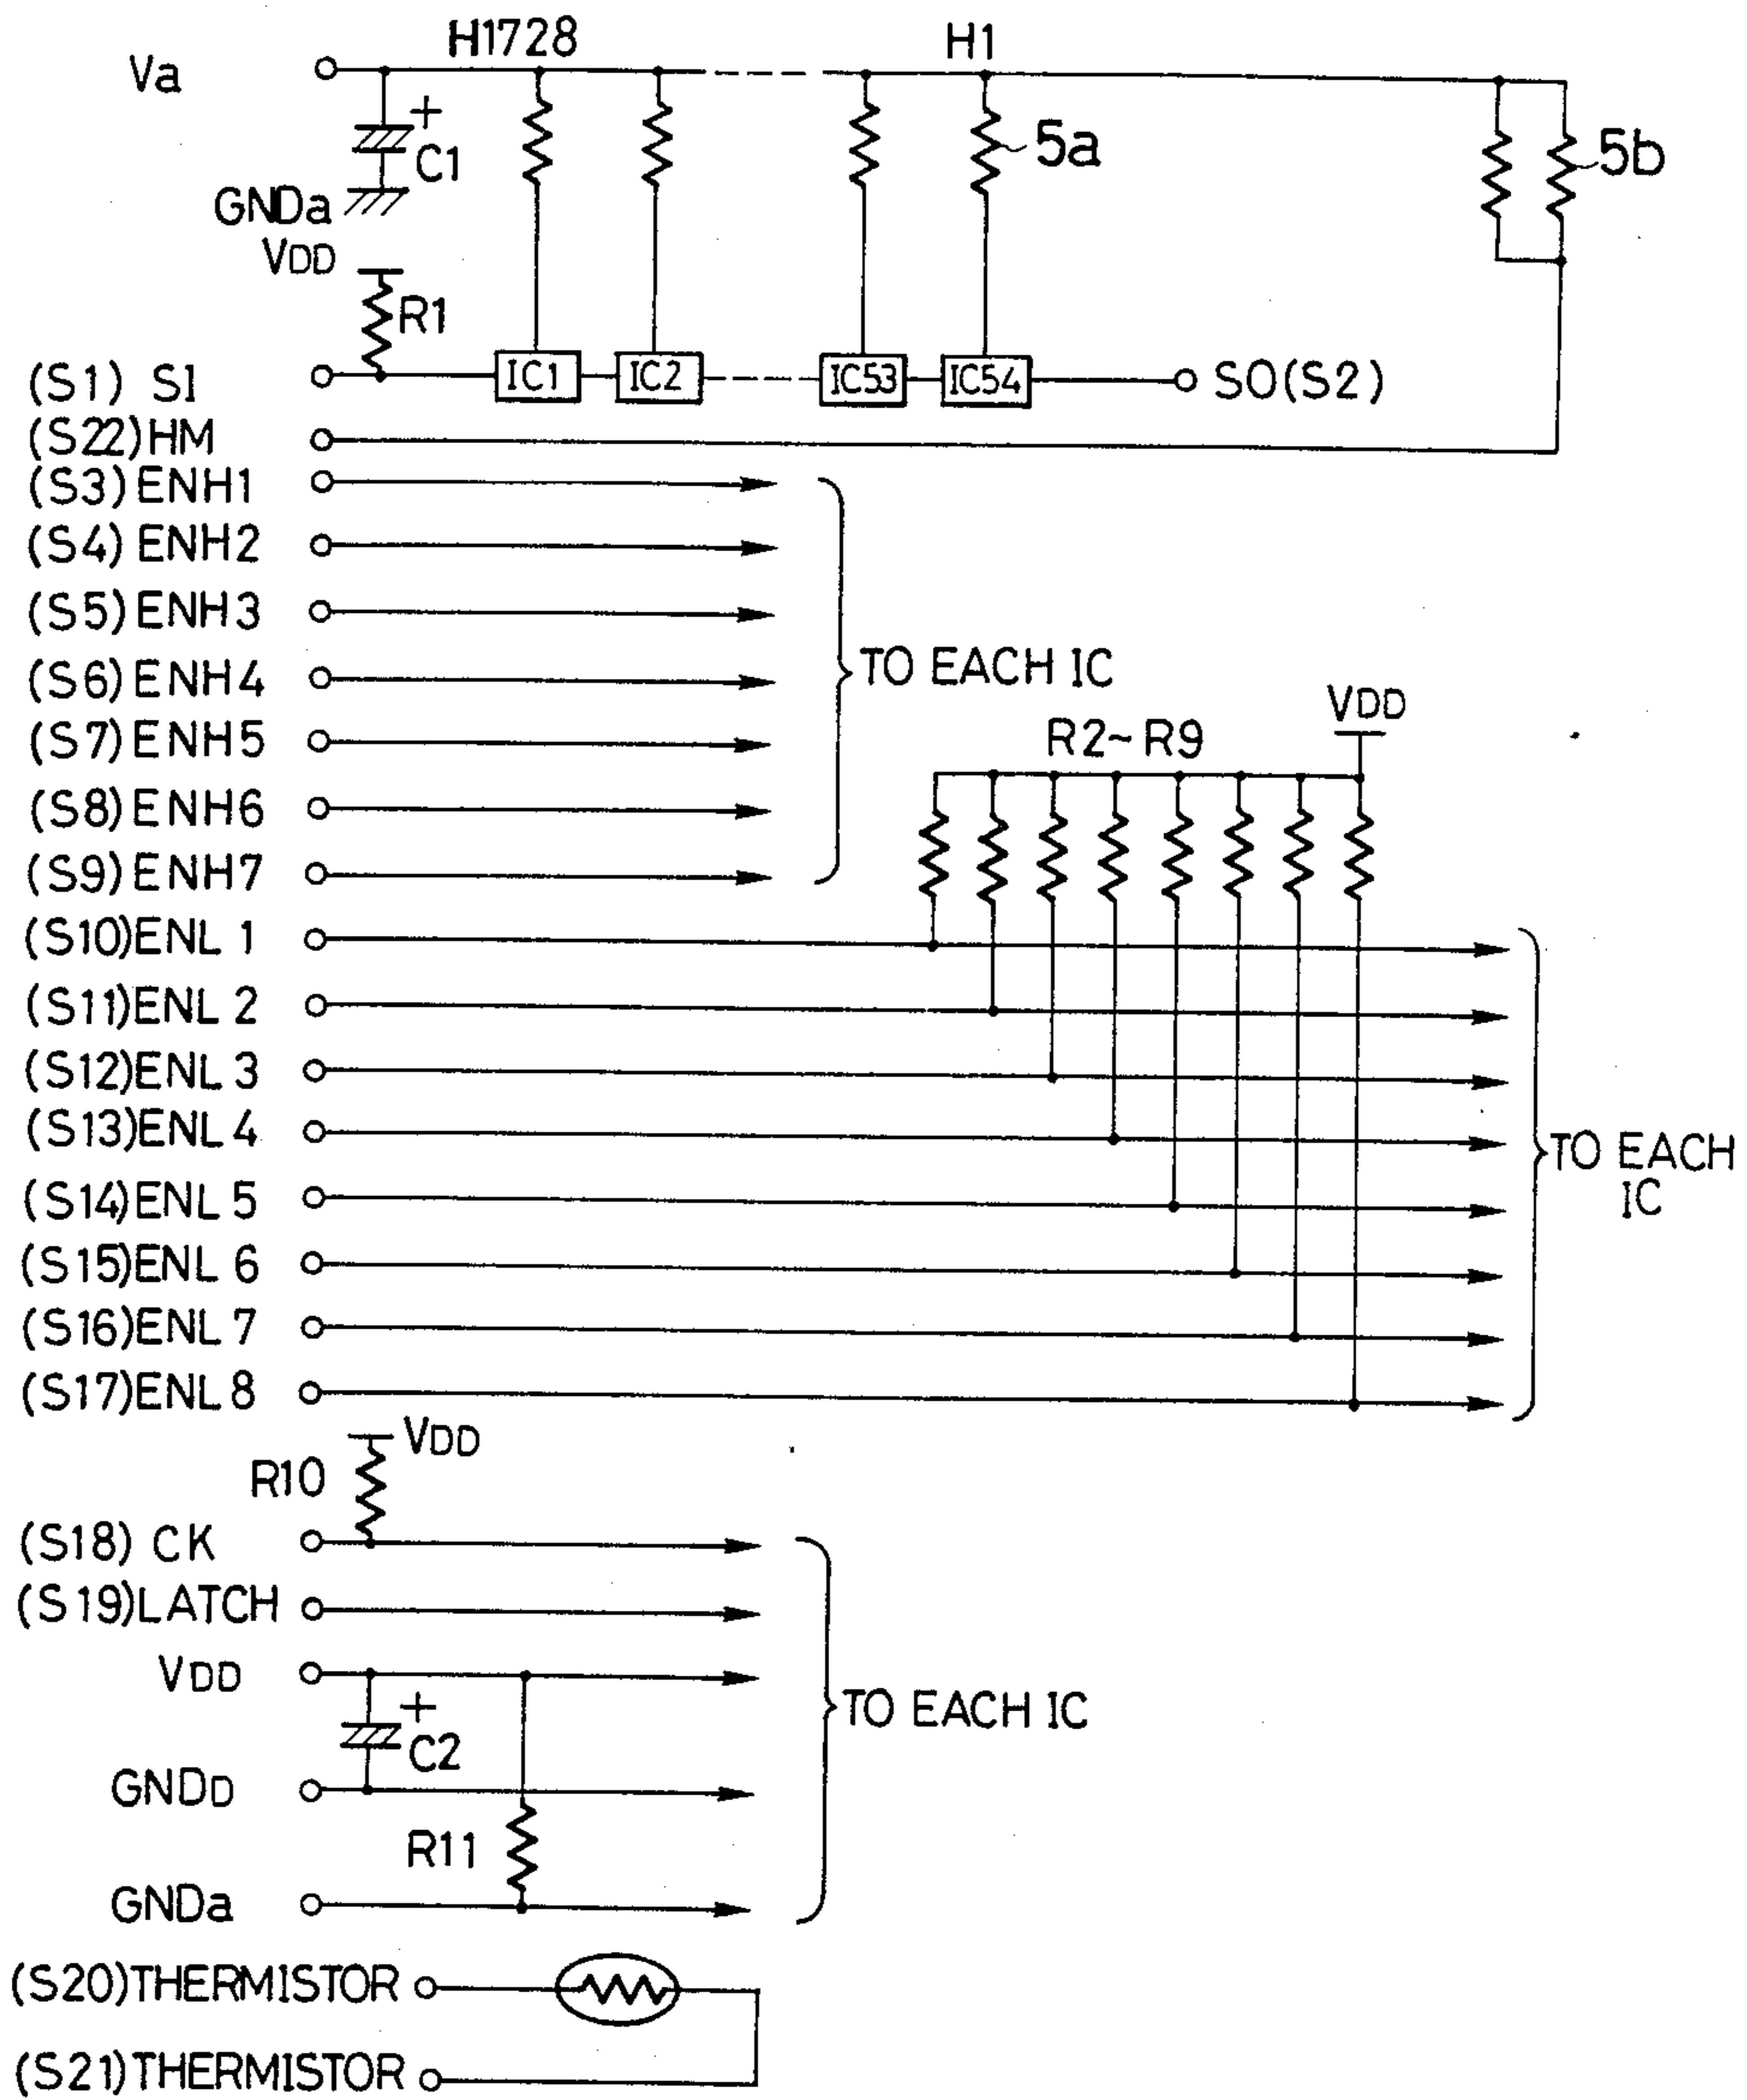 H1728
H1
Va
+
C1
5a
5b
GNDa
VDD
R1
(S1) SI
IC1
IC2
IC53
IC54
SO(S2)
(S22)HM
(S3)ENH1
(S4)ENH2
(S5)ENH3
(S6)ENH4
TO EACH IC
(S7)ENH5
R2~R9
VDD
(S8)ENH6
(S9)ENH7
(S10)ENL 1
(S11)ENL 2
(S12)ENL 3
(S13)ENL 4
TO EACH
IC
(S14)ENL 5
(S15)ENL 6
(S16)ENL 7
(S17)ENL 8
VDD
R10
(S18) CK
(S19)LATCH
VDD
+
C2
TO EACH IC
GNDD
R11
GNDa
(S20)THERMISTOR
(S21)THERMISTOR